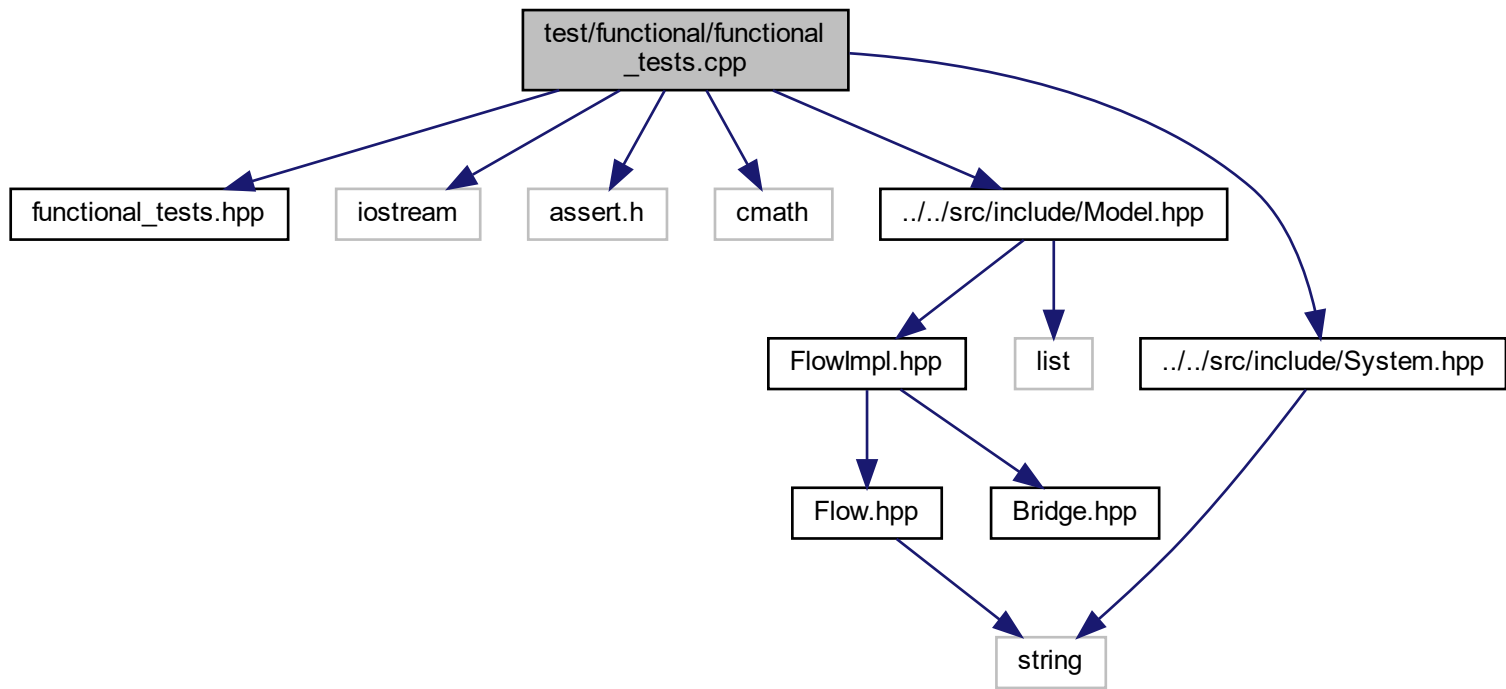 test/functional/functional
_tests.cpp
functional_tests.hpp
iostream
assert.h
cmath
../../src/include/Model.hpp
FlowImpl.hpp
list
../../src/include/System.hpp
Flow.hpp
Bridge.hpp
string